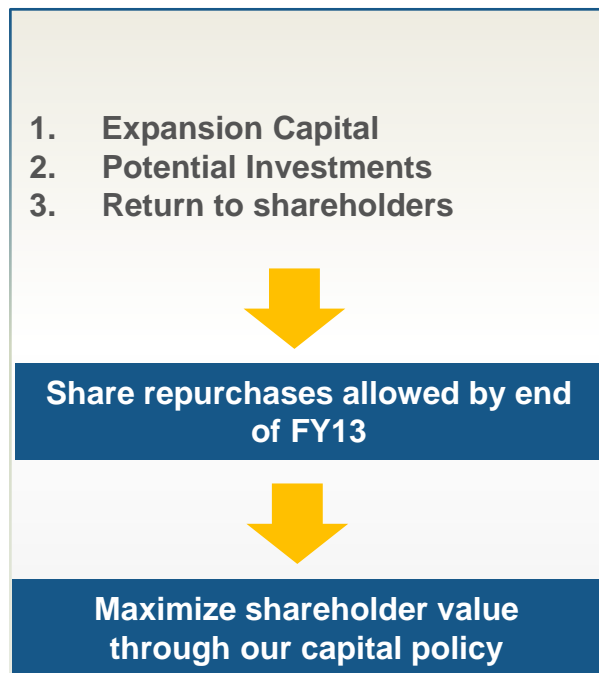 1. Expansion Capital
2. Potential Investments
3. Return to shareholders
Share repurchases allowed by end
of FY13
Maximize shareholder value
through our capital policy